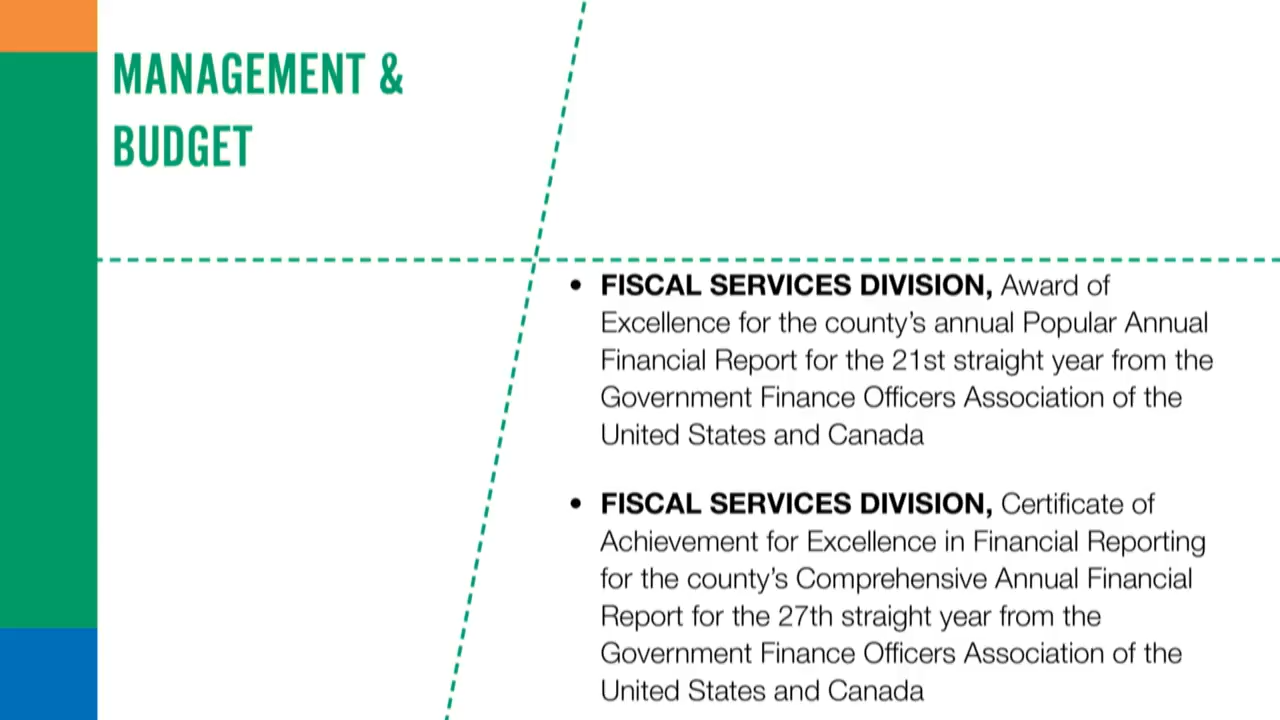 MANAGEMENT &
BUDGET
• FISCAL SERVICES DIVISION, Award of
Excellence for the county’s annual Popular Annual
Financial Report for the 21st straight year from the
Government Finance Officers Association of the
United States and Canada
• FISCAL SERVICES DIVISION, Certificate of
Achievement for Excellence in Financial Reporting
for the county’s Comprehensive Annual Financial
Report for the 27th straight year from the
Government Finance Officers Association of the
United States and Canada